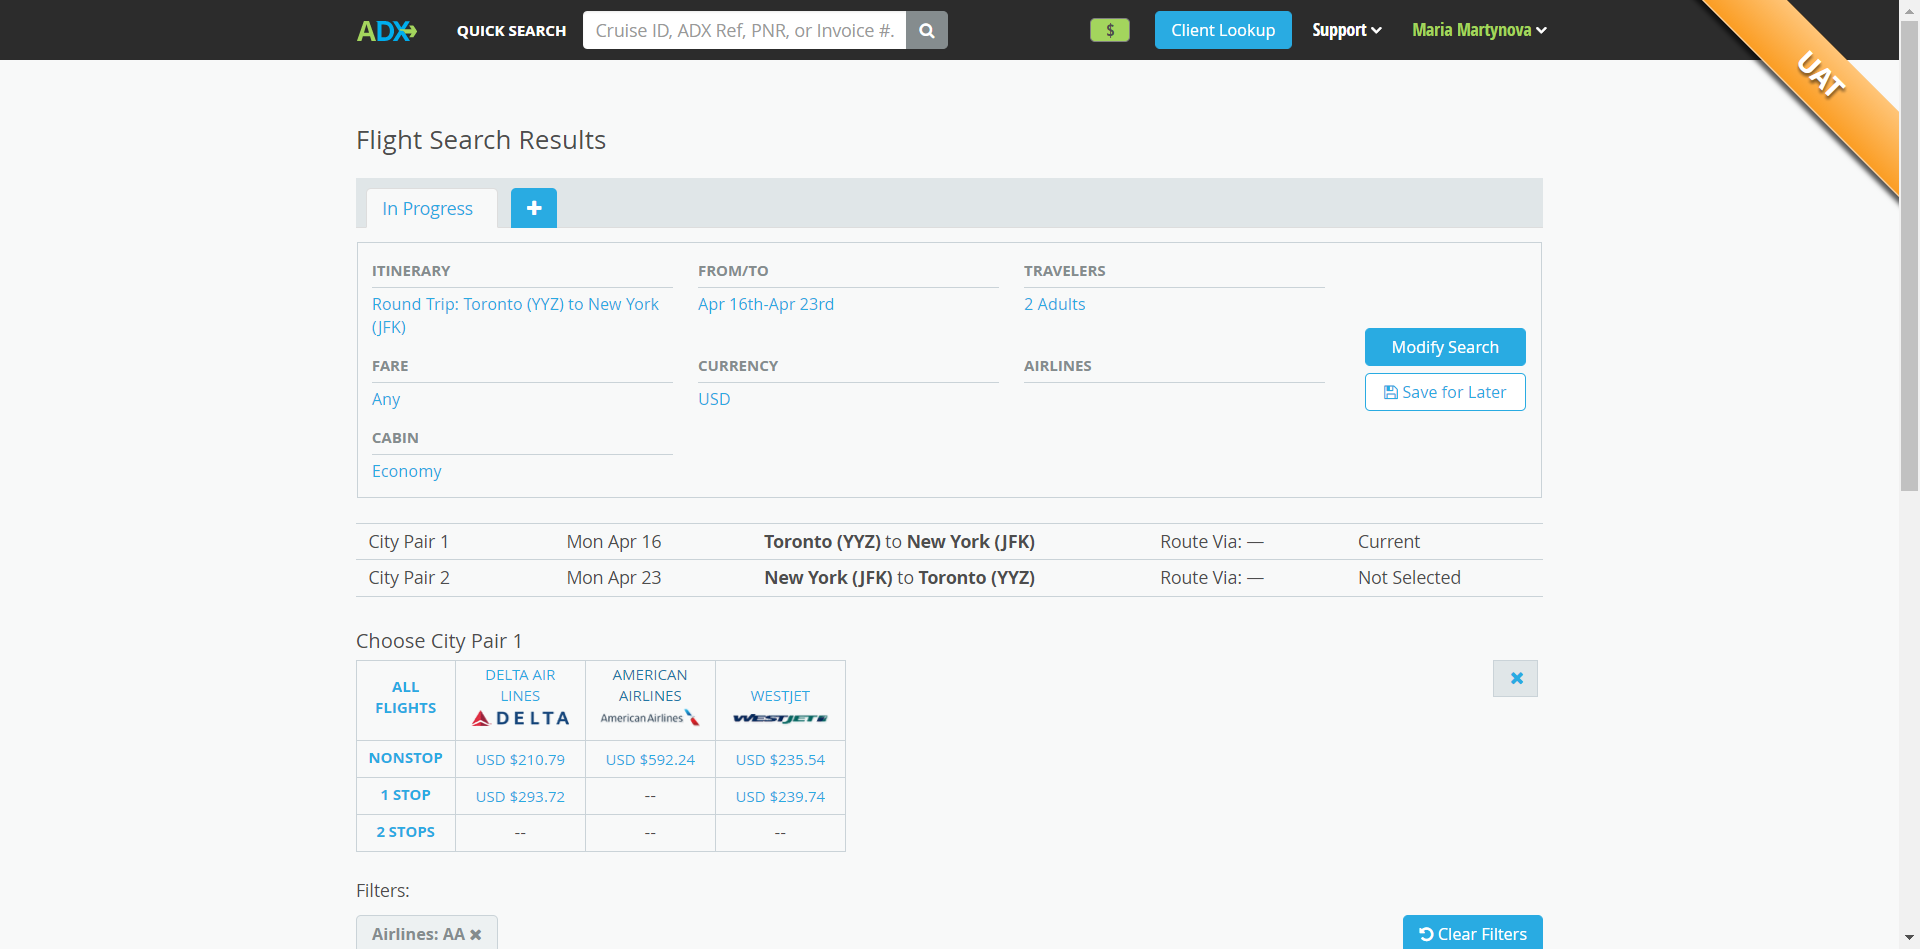 ADX
QUICK SEARCH
Cruise ID, ADX Ref, PNR, or Invoice #.
$
Client Lookup
Support
Maria Martynova
UAT
Flight Search Results
In Progress
ITINERARY
FROM/TO
TRAVELERS
Round Trip: Toronto (YYZ) to New York
(JFK)
Apr 16th-Apr 23rd
2 Adults
Modify Search
FARE
CURRENCY
AIRLINES
Any
USD
Save for Later
CABIN
Economy
City Pair 1 Mon Apr 16 Toronto (YYZ) to New York (JFK) Route Via: — Current
City Pair 2 Mon Apr 23 New York (JFK) to Toronto (YYZ) Route Via: — Not Selected
Choose City Pair 1
ALL
FLIGHTS
DELTA AIR
LINES
DELTA
AMERICAN
AIRLINES
American Airlines
WESTJET
WESTJET
NONSTOP USD $210.79 USD $592.24 USD $235.54
1 STOP USD $293.72 -- USD $239.74
2 STOPS -- -- --
Filters:
Airlines: AA
Clear Filters